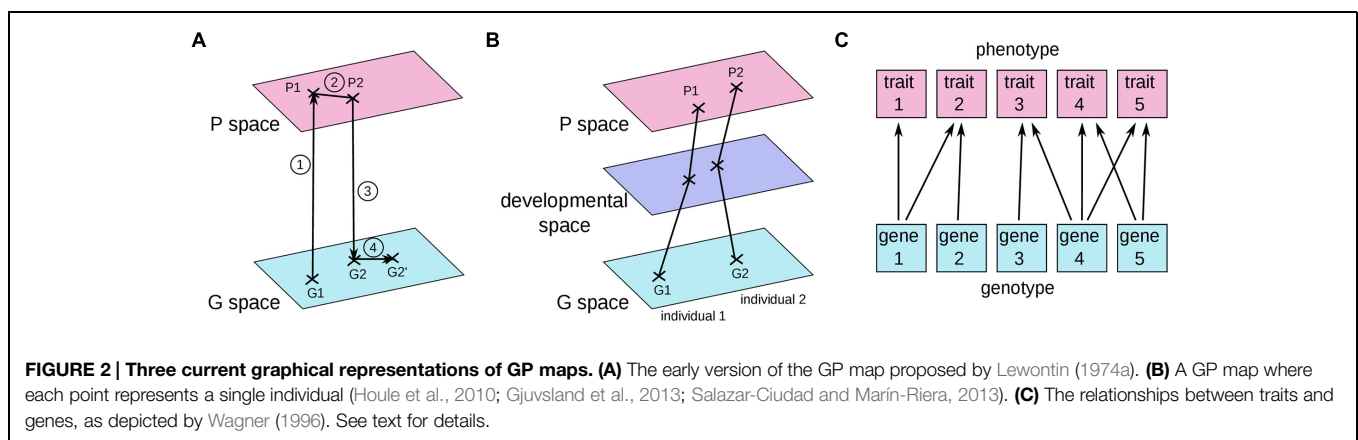 A
P1
2
P2
P space
1
3
4
G2
G2'
G1
G space
B
P2
P1
P space
developmental
space
G2
G1
G space
individual 2
individual 1
C
phenotype
trait
1
trait
2
trait
3
trait
4
trait
5
gene
1
gene
2
gene
3
gene
4
gene
5
genotype
FIGURE 2 | Three current graphical representations of GP maps. (A) The early version of the GP map proposed by Lewontin (1974a). (B) A GP map where
each point represents a single individual (Houle et al., 2010; Gjuvsland et al., 2013; Salazar-Ciudad and Marín-Riera, 2013). (C) The relationships between traits and
genes, as depicted by Wagner (1996). See text for details.